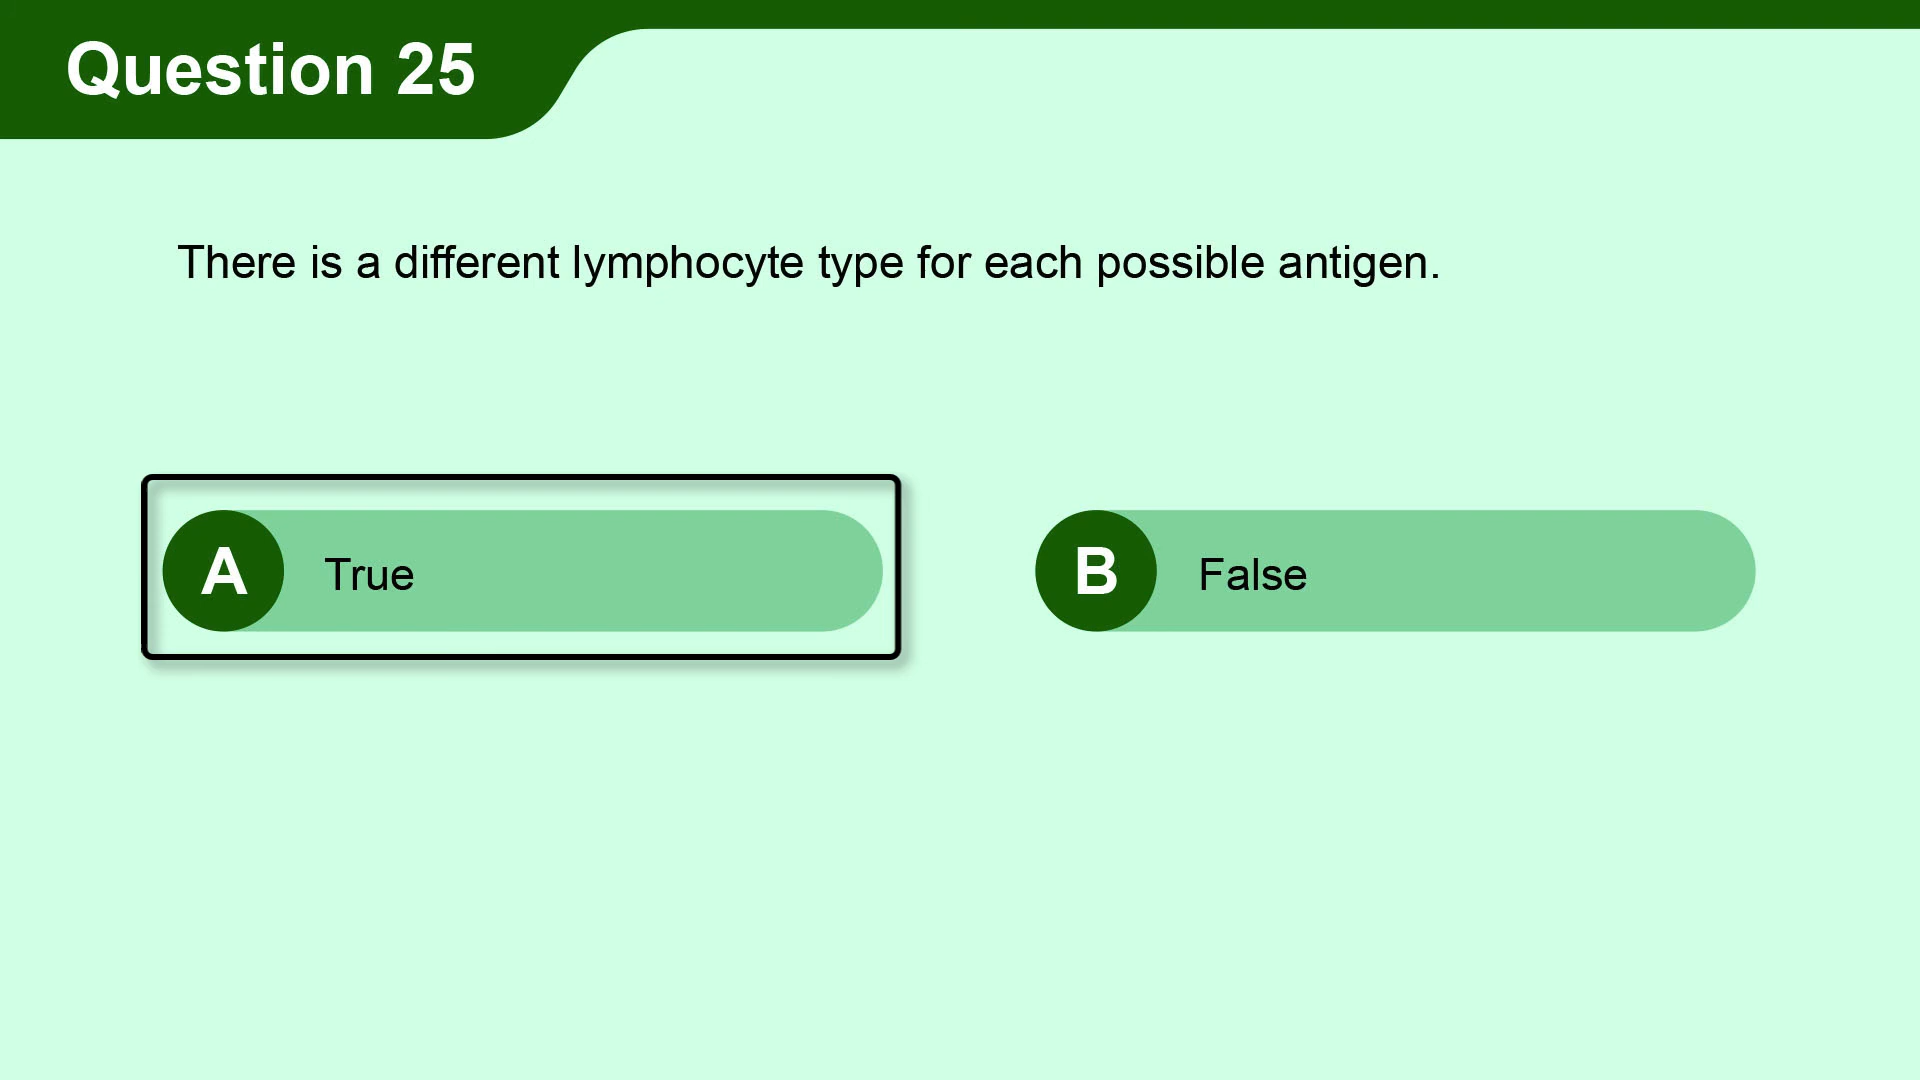 Question 25
There is a different lymphocyte type for each possible antigen.
A True
B False